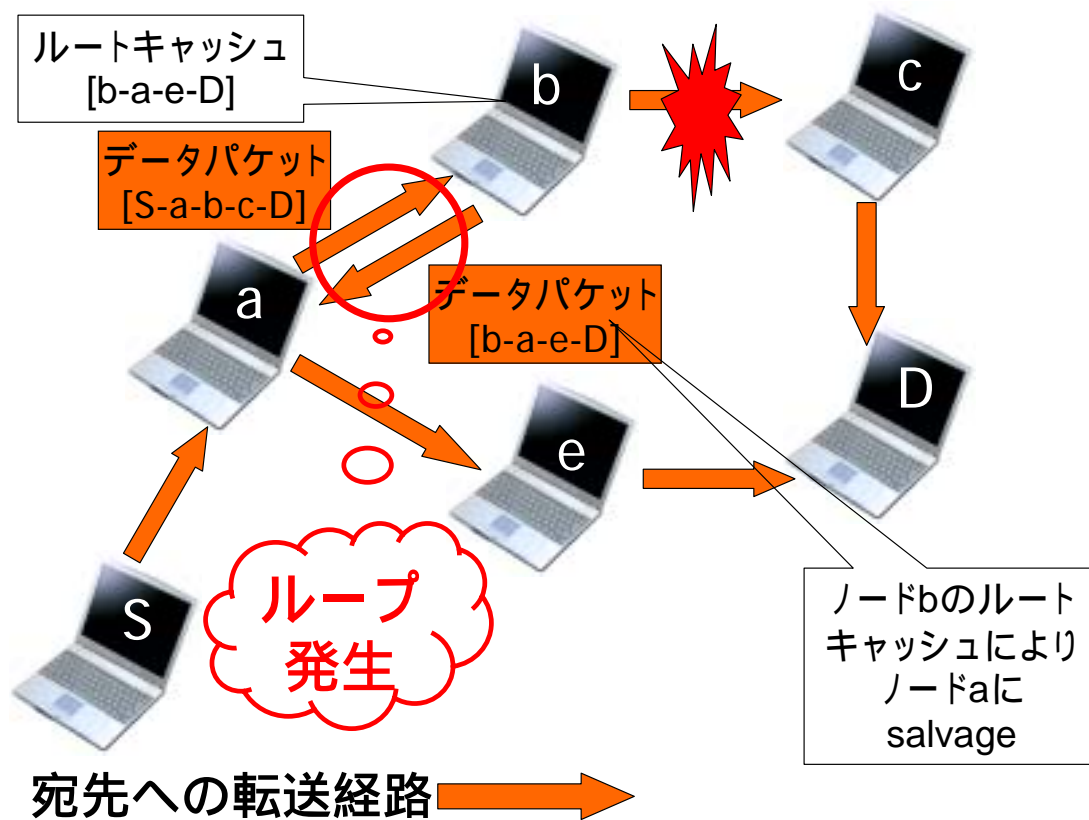 ルートキャッシュ
[b-a-e-D]
b
c
データパケット
[S-a-b-c-D]
a
データパケット
[b-a-e-D]
D
e
S
ループ
発生
ノードbのルート
キャッシュにより
ノードaに
salvage
宛先への転送経路